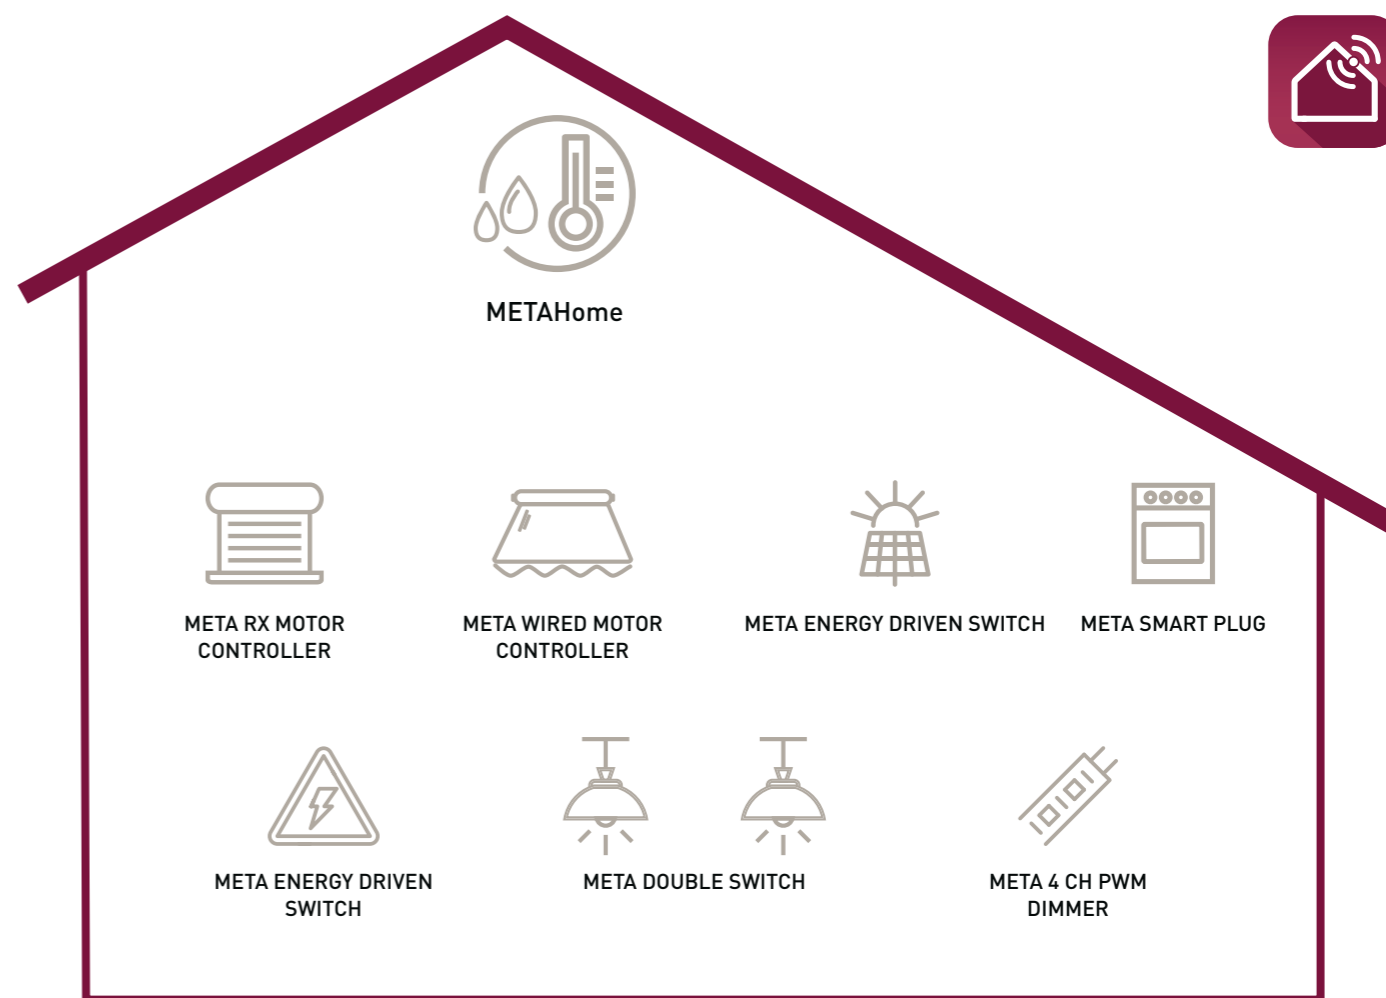 METAHome
META RX MOTOR
CONTROLLER
META WIRED MOTOR
CONTROLLER
META ENERGY DRIVEN SWITCH
META SMART PLUG
META ENERGY DRIVEN
SWITCH
META DOUBLE SWITCH
META 4 CH PWM
DIMMER